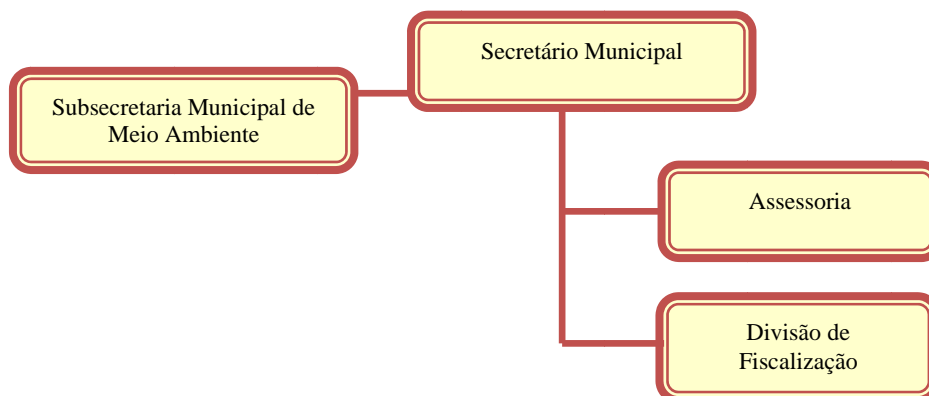 Secretário Municipal
Subsecretaria Municipal de
Meio Ambiente
Assessoria
Divisão de
Fiscalização